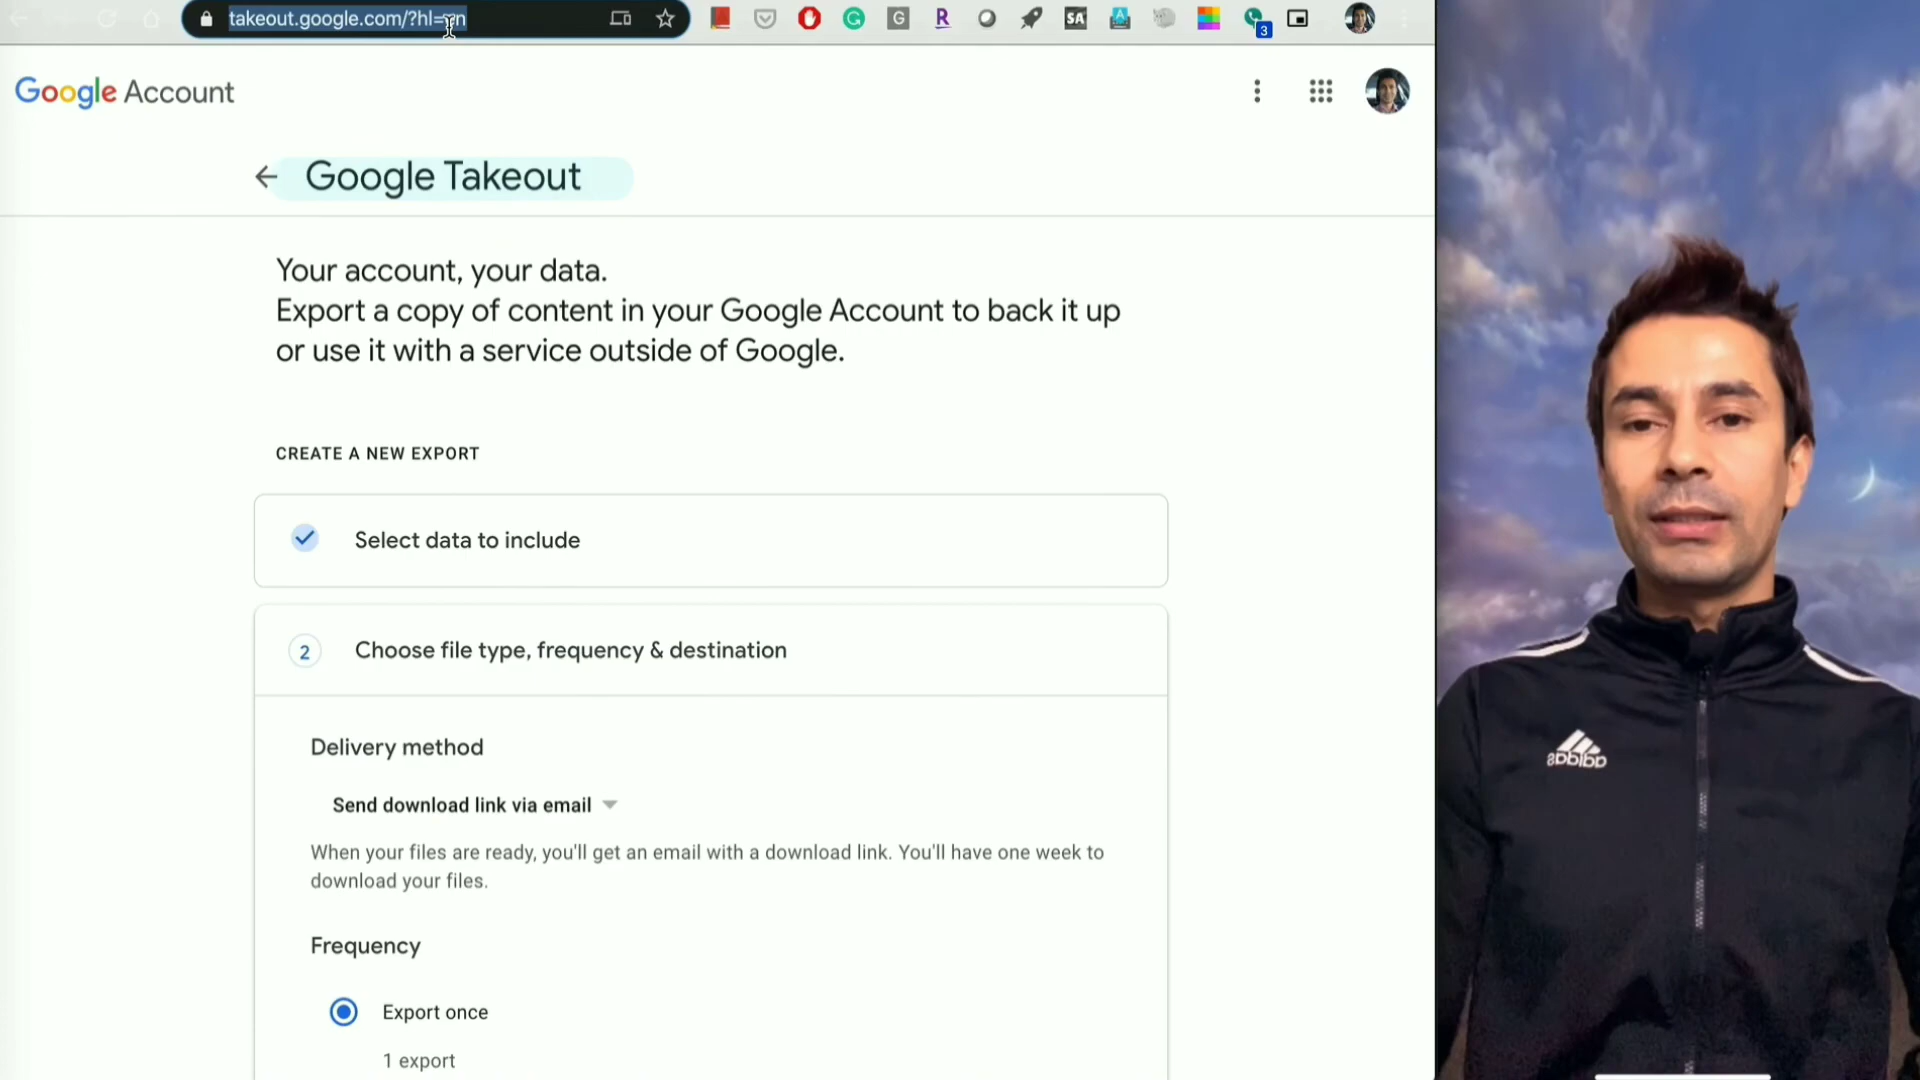 takeout.google.com/?hl=en
G
G
R
SA
A
3
Google Account
Google Takeout
Your account, your data.
Export a copy of content in your Google Account to back it up
or use it with a service outside of Google.
CREATE A NEW EXPORT
Select data to include
2
Choose file type, frequency & destination
Delivery method
Send download link via email
When your files are ready, you'll get an email with a download link. You'll have one week to
download your files.
Frequency
Export once
1 export
adidas